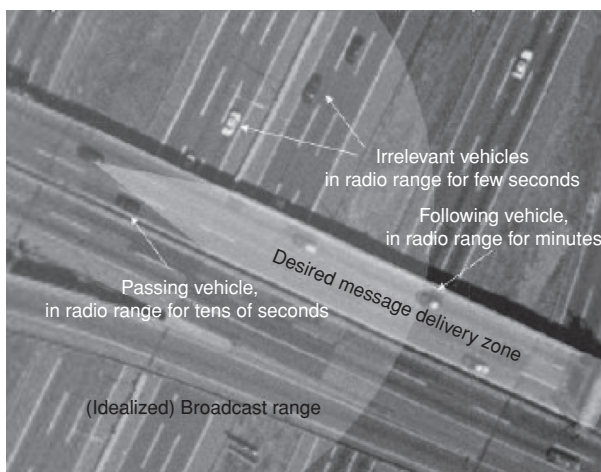 Irrelevant vehicles
in radio range for few seconds
Following vehicle,
in radio range for minutes
Passing vehicle,
in radio range for tens of seconds
Desired message delivery zone
(Idealized) Broadcast range